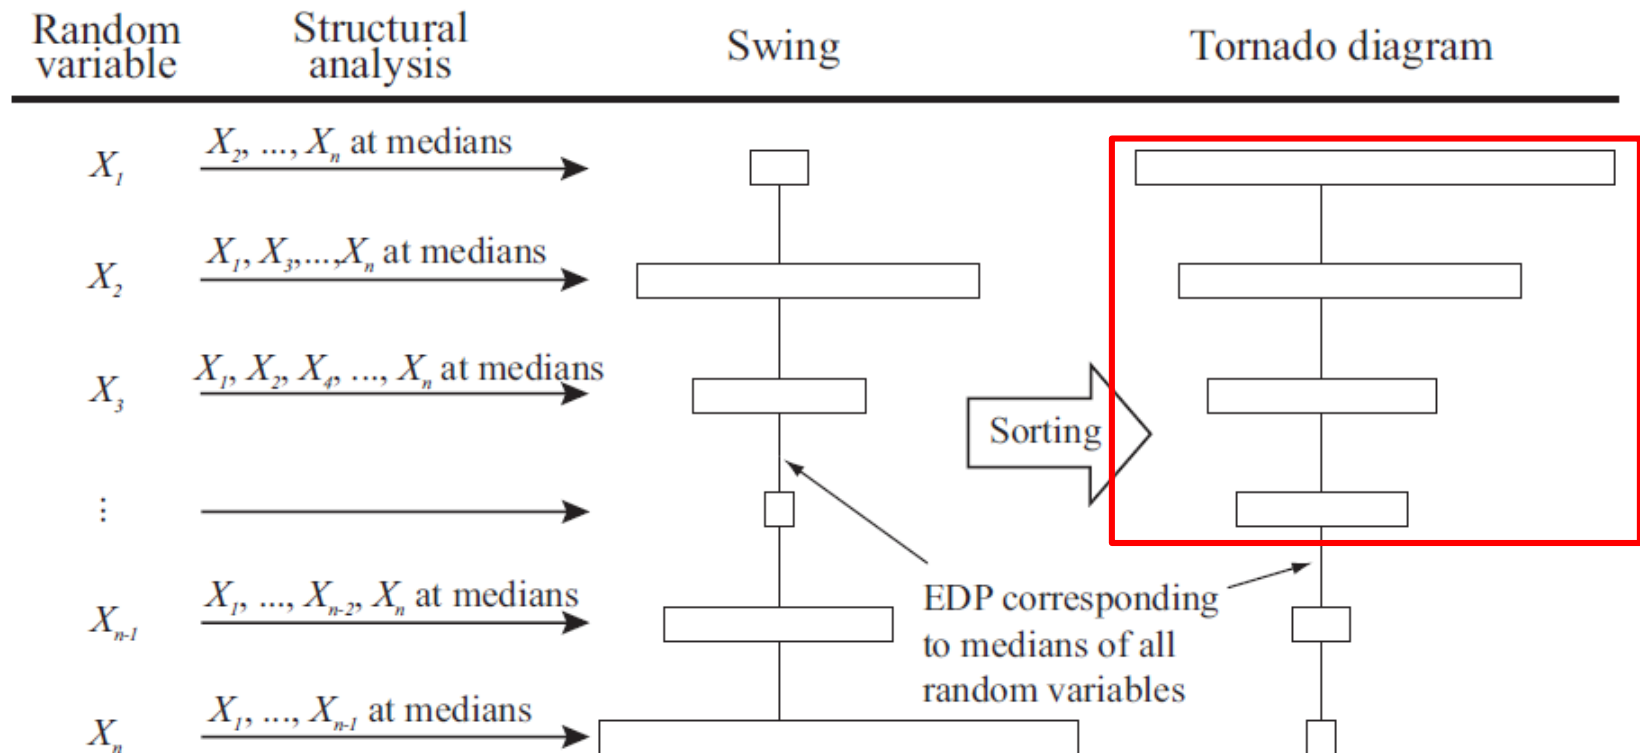 Random variable
Structural analysis
Swing
Tornado diagram
X₁
X₂, ..., Xₙ at medians
X₂
X₁, X₃,...,Xₙ at medians
X₃
X₁, X₂, X₄, ..., Xₙ at medians
Sorting
⋮
Xₙ₋₁
X₁, ..., Xₙ₋₂, Xₙ at medians
EDP corresponding
to medians of all
random variables
Xₙ
X₁, ..., Xₙ₋₁ at medians